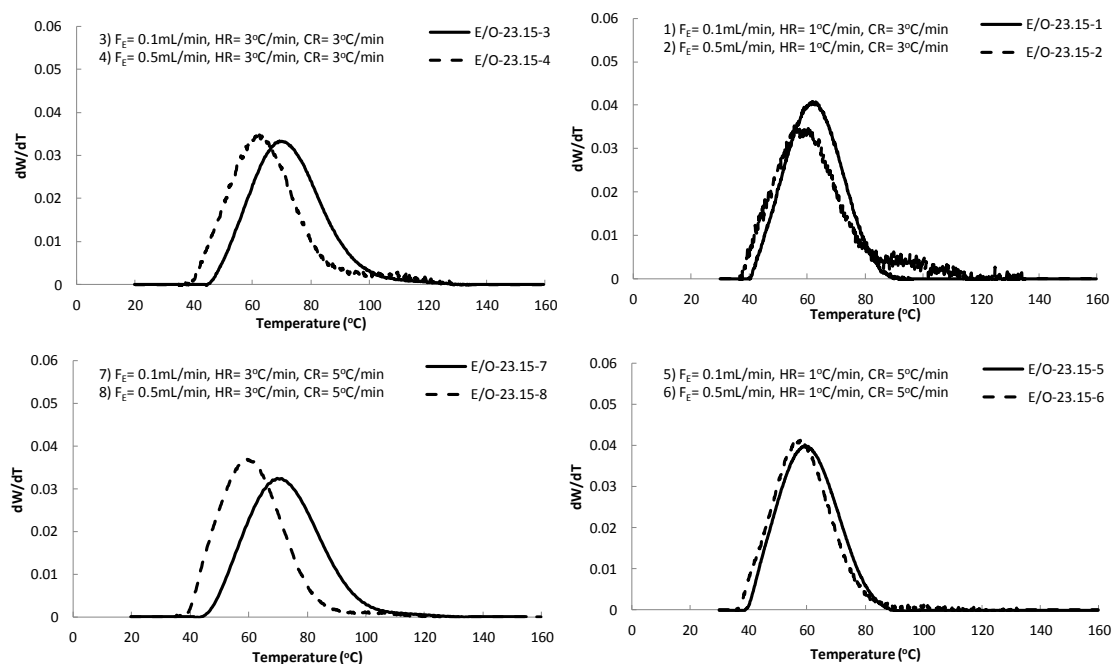 3) F_E= 0.1mL/min, HR= 3°C/min, CR= 3°C/min
4) F_E= 0.5mL/min, HR= 3°C/min, CR= 3°C/min
E/O-23.15-3
E/O-23.15-4
dW/dT
0.06
0.05
0.04
0.03
0.02
0.01
0
0 20 40 60 80 100 120 140 160
Temperature (°C)
1) F_E= 0.1mL/min, HR= 1°C/min, CR= 3°C/min
2) F_E= 0.5mL/min, HR= 1°C/min, CR= 3°C/min
E/O-23.15-1
E/O-23.15-2
dW/dT
0.06
0.05
0.04
0.03
0.02
0.01
0
0 20 40 60 80 100 120 140 160
Temperature (°C)
7) F_E= 0.1mL/min, HR= 3°C/min, CR= 5°C/min
8) F_E= 0.5mL/min, HR= 3°C/min, CR= 5°C/min
E/O-23.15-7
E/O-23.15-8
dW/dT
0.06
0.05
0.04
0.03
0.02
0.01
0
0 20 40 60 80 100 120 140 160
Temperature (°C)
5) F_E= 0.1mL/min, HR= 1°C/min, CR= 5°C/min
6) F_E= 0.5mL/min, HR= 1°C/min, CR= 5°C/min
E/O-23.15-5
E/O-23.15-6
dW/dT
0.06
0.05
0.04
0.03
0.02
0.01
0
0 20 40 60 80 100 120 140 160
Temperature (°C)